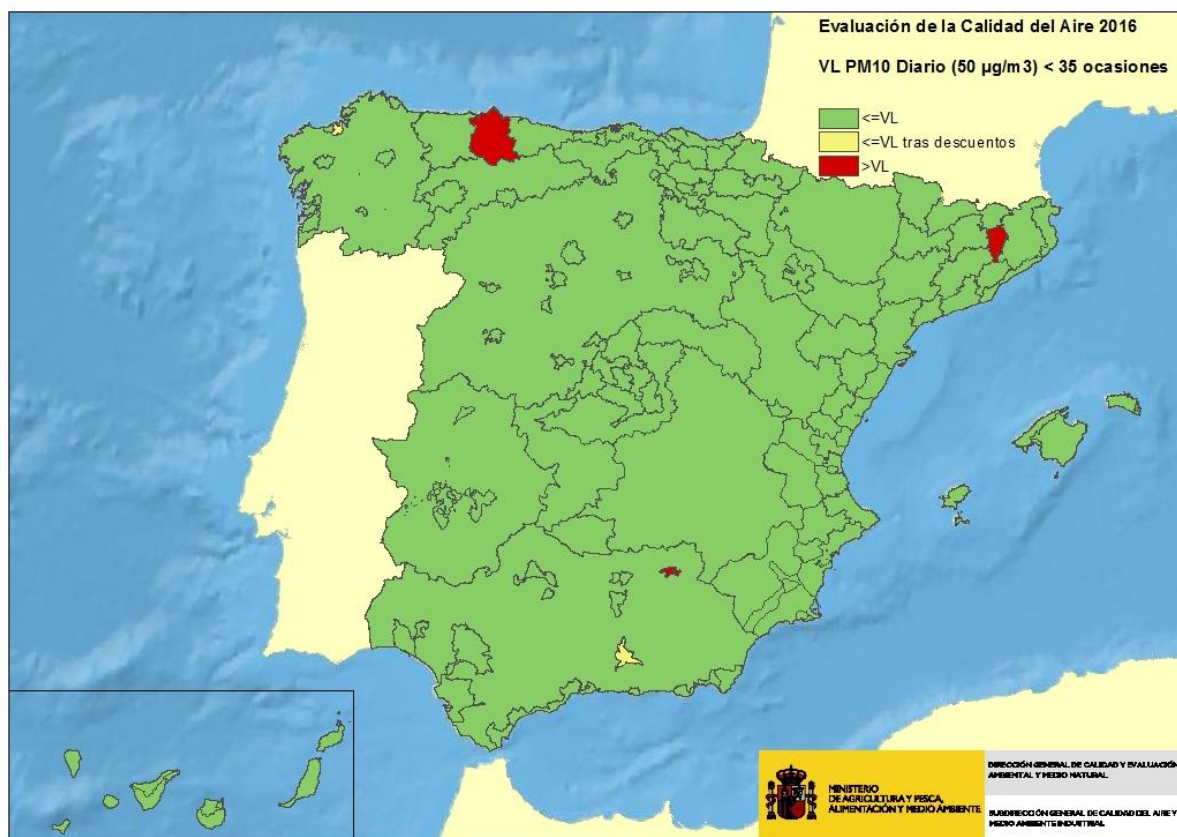 Evaluación de la Calidad del Aire 2016
VL PM10 Diario (50 µg/m3) < 35 ocasiones
<=VL
<=VL tras descuentos
>VL
MINISTERIO
DE AGRICULTURA Y PESCA,
ALIMENTACIÓN Y MEDIO AMBIENTE
DIRECCIÓN GENERAL DE CALIDAD Y EVALUACIÓN
AMBIENTAL Y MEDIO NATURAL
SUBDIRECCIÓN GENERAL DE CALIDAD DEL AIRE Y
MEDIO AMBIENTE INDUSTRIAL